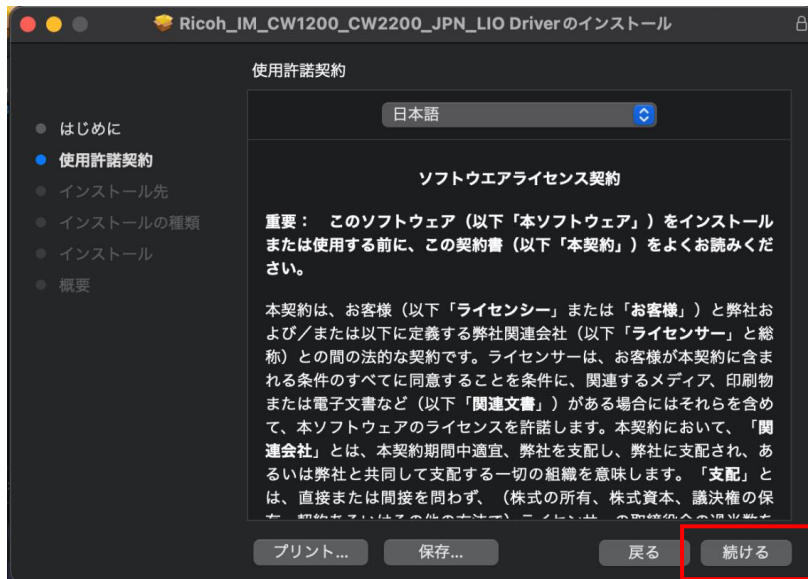 Ricoh_IM_CW1200_CW2200_JPN_LIO Driverのインストール
使用許諾契約
はじめに
使用許諾契約
インストール先
インストールの種類
インストール
概要
日本語
ソフトウエアライセンス契約
重要： このソフトウェア（以下「本ソフトウェア」）をインストール
または使用する前に、この契約書（以下「本契約」）をよくお読みくだ
さい。
本契約は、お客様（以下「ライセンシー」または「お客様」）と弊社お
よび／または以下に定義する弊社関連会社（以下「ライセンサー」と総
称）との間の法的な契約です。ライセンサーは、お客様が本契約に含ま
れる条件のすべてに同意することを条件に、関連するメディア、印刷物
または電子文書など（以下「関連文書」）がある場合にはそれらを含め
て、本ソフトウェアのライセンスを許諾します。本契約において、「関
連会社」とは、本契約期間中適宜、弊社を支配し、弊社に支配され、あ
るいは弊社と共同して支配する一切の組織を意味します。「支配」と
は、直接または間接を問わず、（株式の所有、株式資本、議決権の保
プリント...
保存...
戻る
続ける